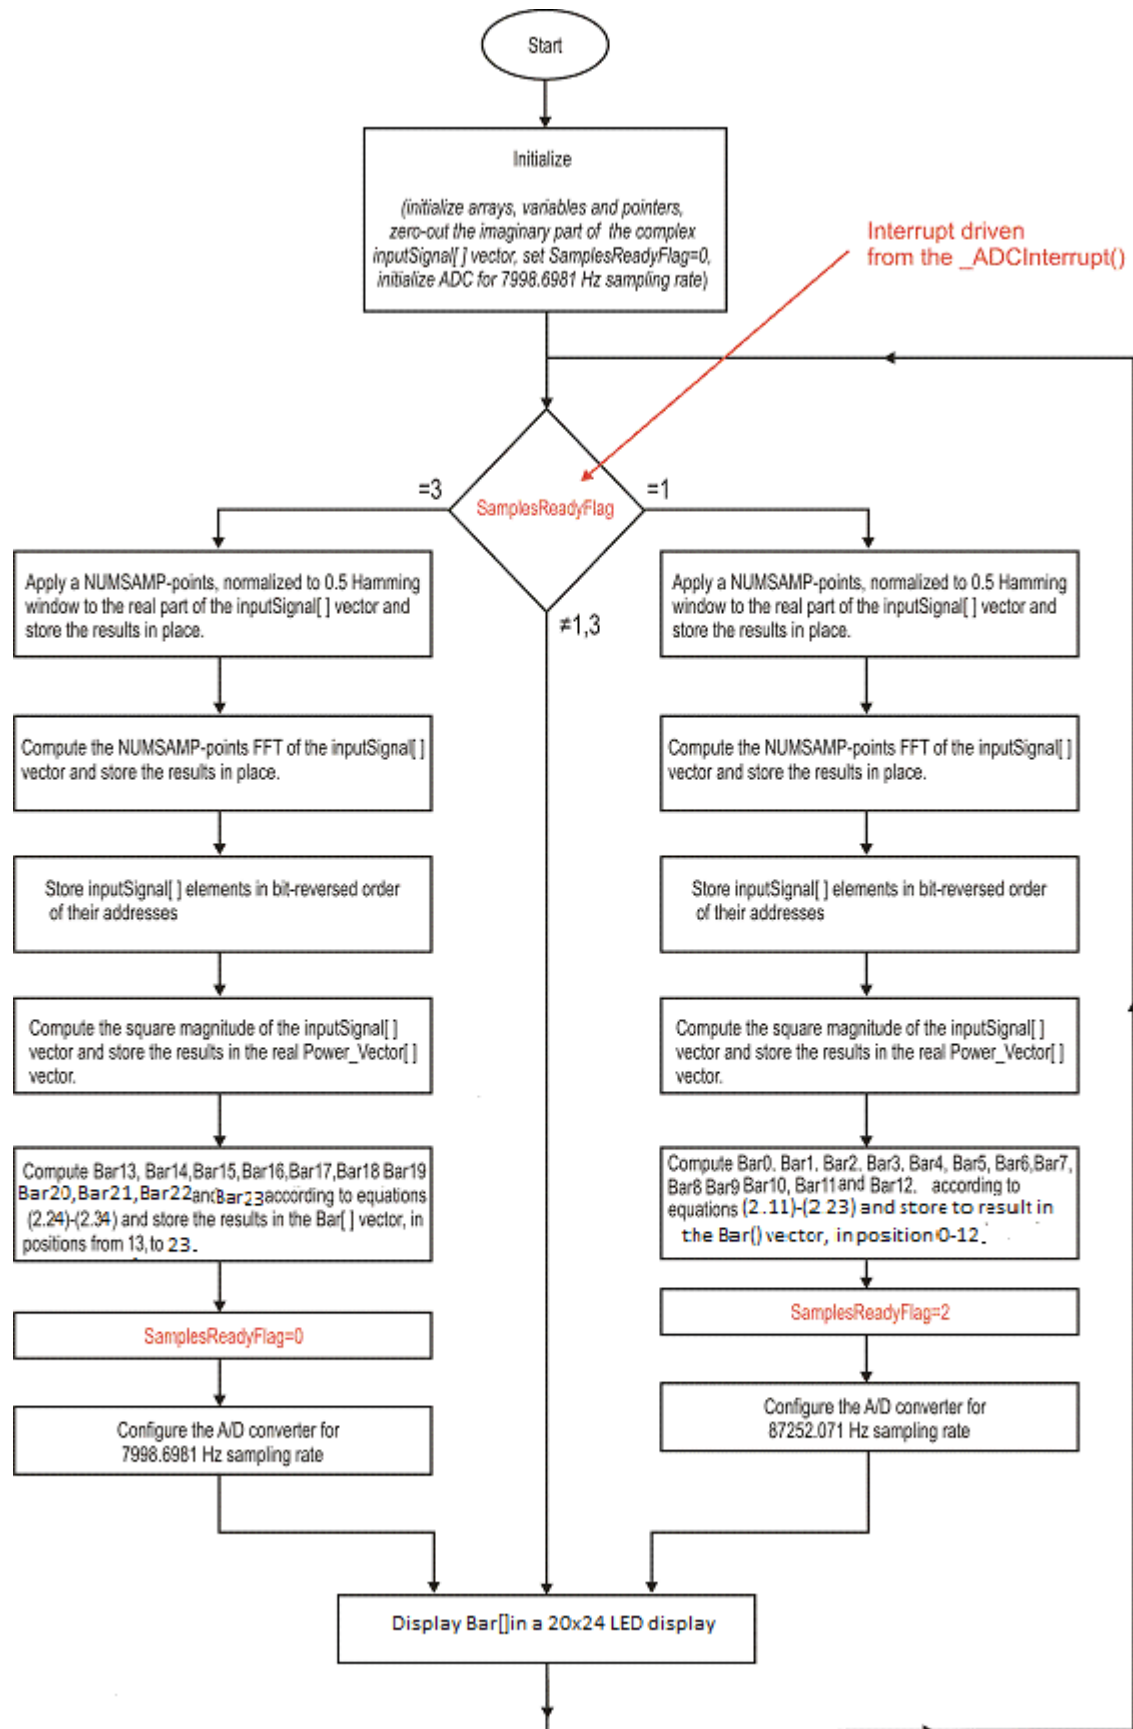 Start
Initialize
(initialize arrays, variables and pointers,
zero-out the imaginary part of the complex
inputSignal[ ] vector, set SamplesReadyFlag=0,
initialize ADC for 7998.6981 Hz sampling rate)
Interrupt driven
from the _ADCInterrupt()
=3
SamplesReadyFlag
=1
≠1,3
Apply a NUMSAMP-points, normalized to 0.5 Hamming
window to the real part of the inputSignal[ ] vector and
store the results in place.
Compute the NUMSAMP-points FFT of the inputSignal[ ]
vector and store the results in place.
Store inputSignal[ ] elements in bit-reversed order
of their addresses
Compute the square magnitude of the inputSignal[ ]
vector and store the results in the real Power_Vector[ ]
vector.
Compute Bar13, Bar14,Bar15,Bar16,Bar17,Bar18 Bar19
Bar20,Bar21,Bar22andBar23according to equations
(2.24)-(2.34) and store the results in the Bar[ ] vector, in
positions from 13, to 23.
SamplesReadyFlag=0
Configure the A/D converter for
7998.6981 Hz sampling rate
Apply a NUMSAMP-points, normalized to 0.5 Hamming
window to the real part of the inputSignal[ ] vector and
store the results in place.
Compute the NUMSAMP-points FFT of the inputSignal[ ]
vector and store the results in place.
Store inputSignal[ ] elements in bit-reversed order
of their addresses
Compute the square magnitude of the inputSignal[ ]
vector and store the results in the real Power_Vector[ ]
vector.
Compute Bar0, Bar1, Bar2, Bar3, Bar4, Bar5, Bar6,Bar7,
Bar8 Bar9 Bar10, Bar11and Bar12. according to
equations (2.11)-(2 23) and store to result in
the Bar() vector, in position 0-12.
SamplesReadyFlag=2
Configure the A/D converter for
87252.071 Hz sampling rate
Display Bar[]in a 20x24 LED display